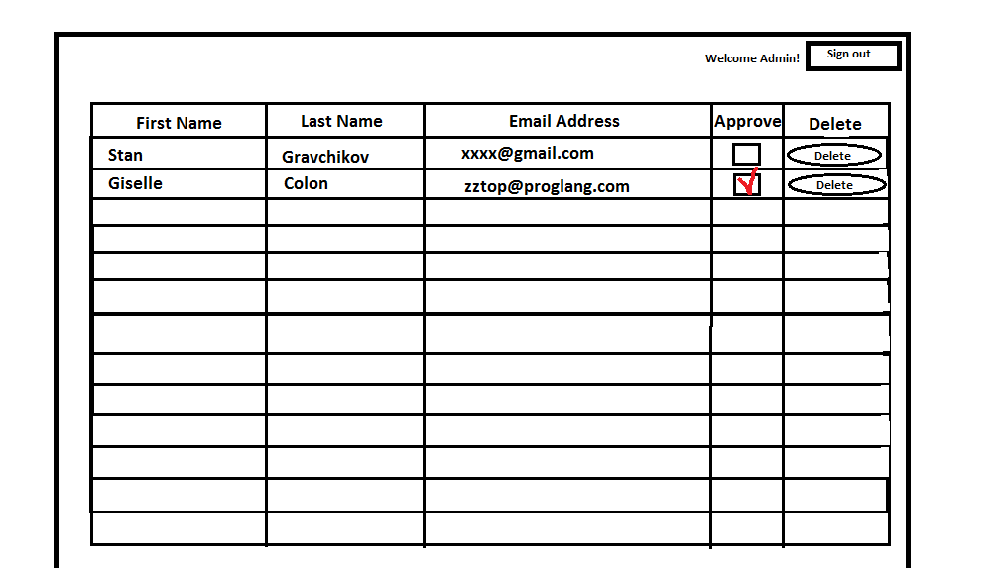 Welcome Admin! Sign out
First Name Last Name Email Address Approve Delete
Stan Gravchikov xxxx@gmail.com Delete
Giselle Colon zztop@proglang.com Delete